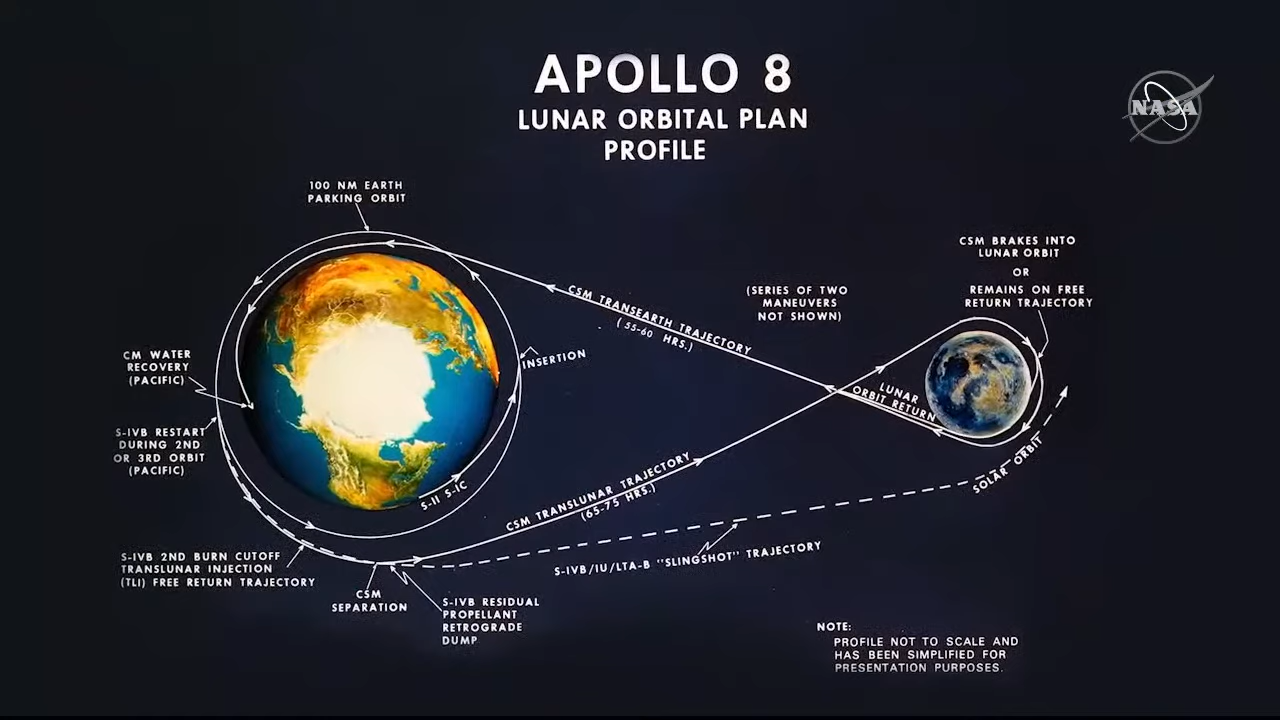 APOLLO 8
LUNAR ORBITAL PLAN
PROFILE
NASA
100 NM EARTH
PARKING ORBIT
CSM BRAKES INTO
LUNAR ORBIT
OR
REMAINS ON FREE
RETURN TRAJECTORY
(SERIES OF TWO
MANEUVERS
NOT SHOWN)
CSM TRANSEARTH TRAJECTORY
(55-60 HRS.)
INSERTION
CM WATER
RECOVERY
(PACIFIC)
LUNAR
ORBIT RETURN
S-IVB RESTART
DURING 2ND
OR 3RD ORBIT
(PACIFIC)
S-II S-IC
CSM TRANSLUNAR TRAJECTORY
(65-75 HRS.)
SOLAR ORBIT
S-IVB 2ND BURN CUTOFF
TRANSLUNAR INJECTION
(TLI) FREE RETURN TRAJECTORY
S-IVB/IU/LTA-B "SLINGSHOT" TRAJECTORY
CSM
SEPARATION
S-IVB RESIDUAL
PROPELLANT
RETROGRADE
DUMP
NOTE:
PROFILE NOT TO SCALE AND
HAS BEEN SIMPLIFIED FOR
PRESENTATION PURPOSES.